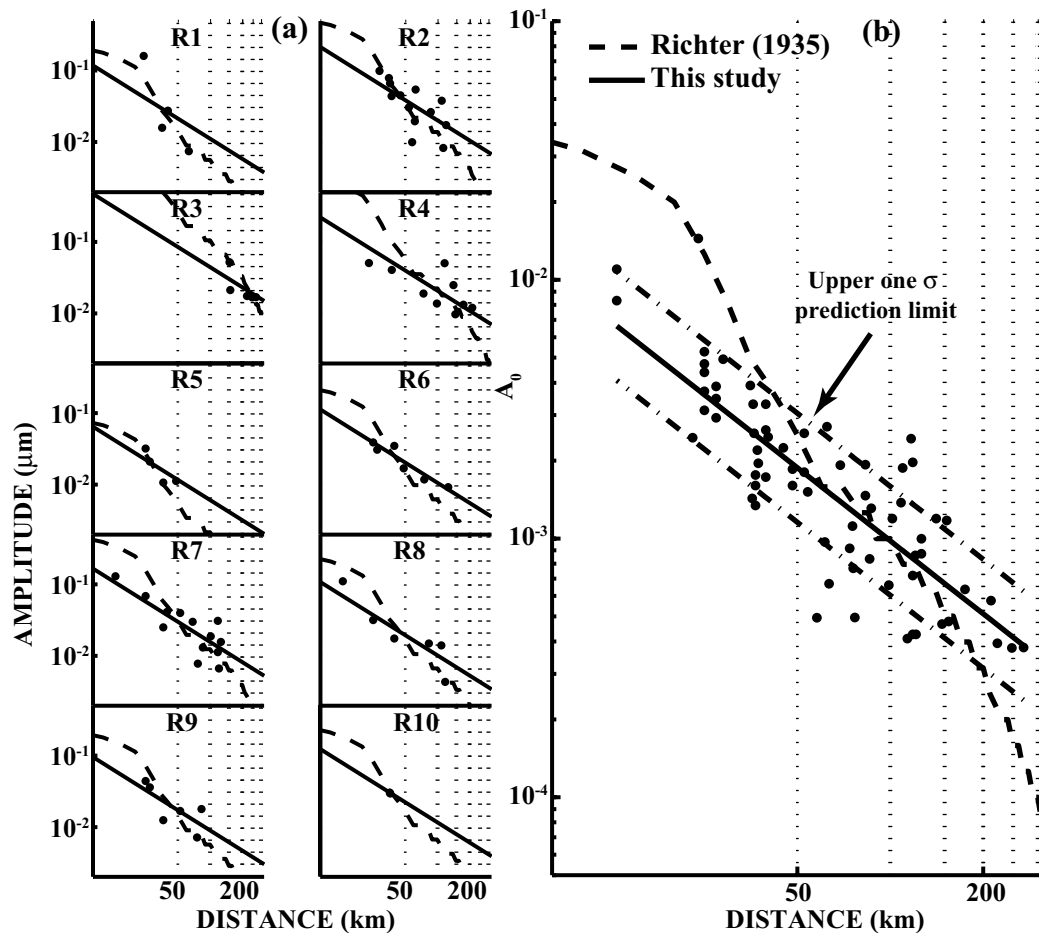 (a)
R1
R2
10⁻¹
10⁻²
R3
R4
10⁻¹
10⁻²
R5
R6
10⁻¹
10⁻²
R7
R8
10⁻¹
10⁻²
R9
R10
10⁻¹
10⁻²
AMPLITUDE (μm)
50 200 50 200
DISTANCE (km)
(b)
Richter (1935)
This study
Upper one σ
prediction limit
A₀
10⁻¹
10⁻²
10⁻³
10⁻⁴
50 200
DISTANCE (km)